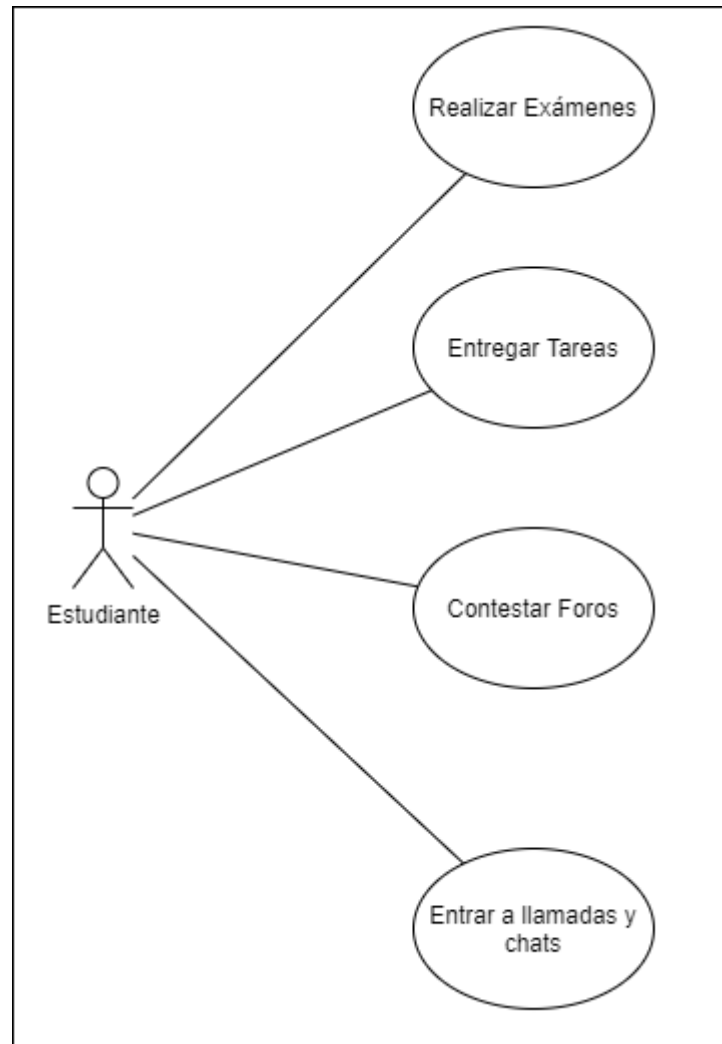 Realizar Exámenes
Entregar Tareas
Estudiante
Contestar Foros
Entrar a llamadas y
chats